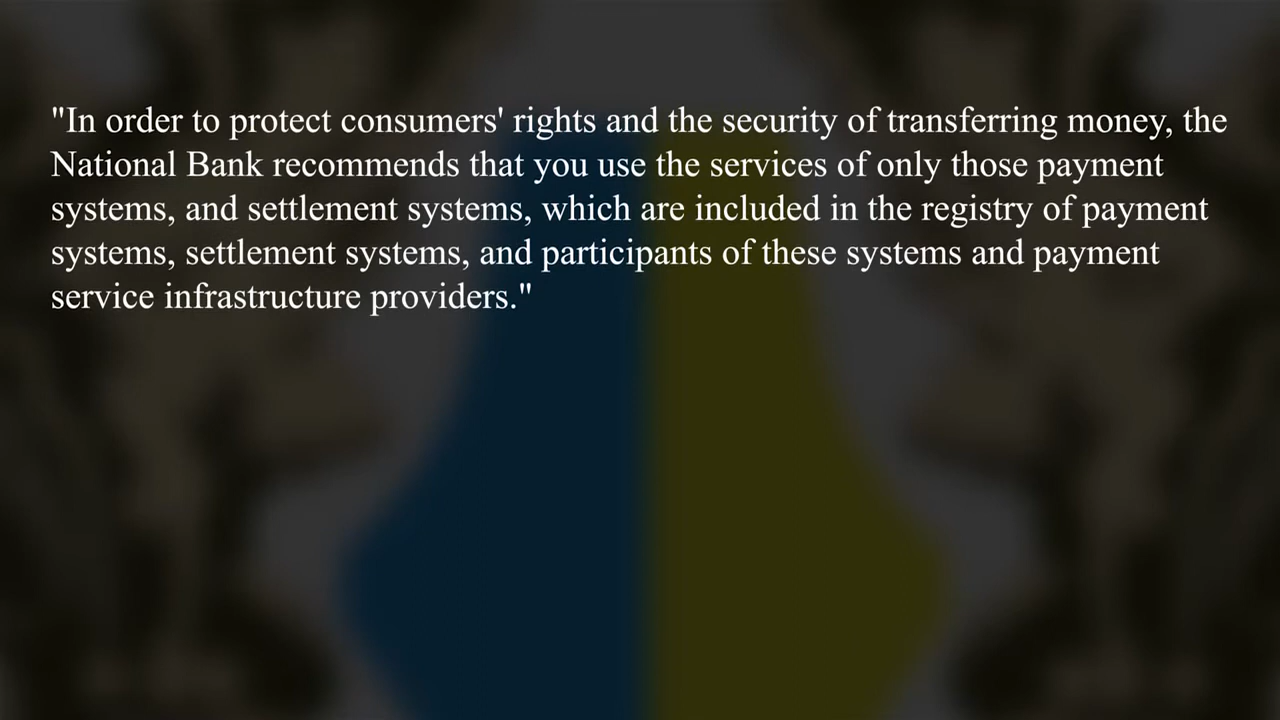 "In order to protect consumers' rights and the security of transferring money, the
National Bank recommends that you use the services of only those payment
systems, and settlement systems, which are included in the registry of payment
systems, settlement systems, and participants of these systems and payment
service infrastructure providers."